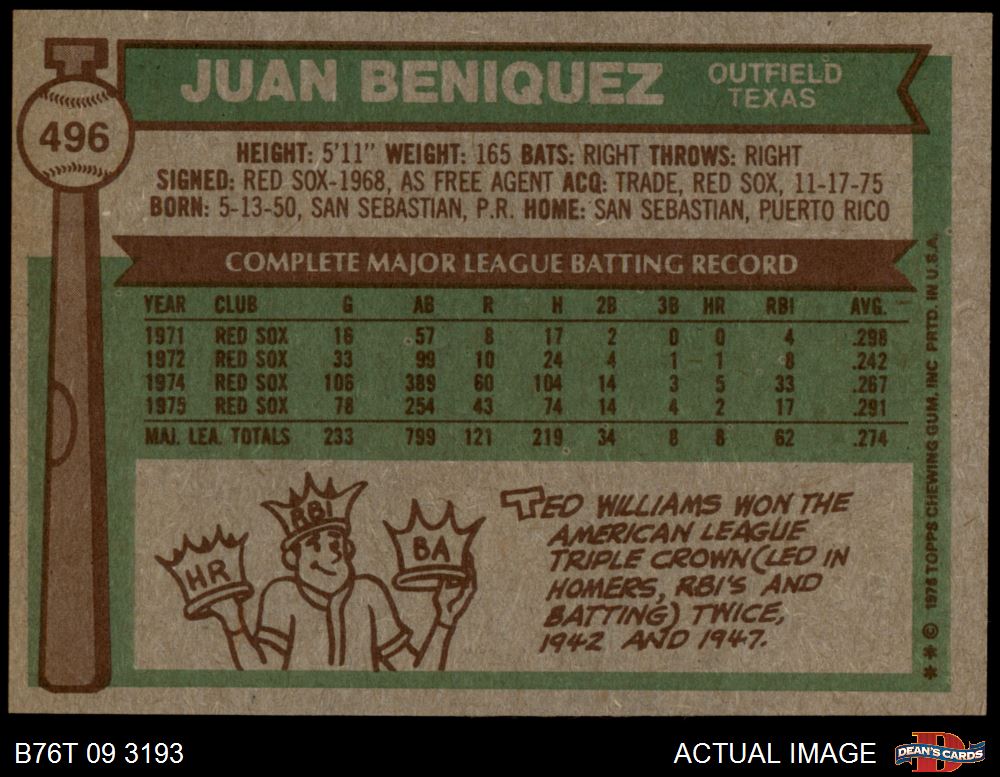 496
JUAN BENIQUEZ
OUTFIELD
TEXAS
HEIGHT: 5'11" WEIGHT: 165 BATS: RIGHT THROWS: RIGHT
SIGNED: RED SOX-1968, AS FREE AGENT ACQ: TRADE, RED SOX, 11-17-75
BORN: 5-13-50, SAN SEBASTIAN, P.R. HOME: SAN SEBASTIAN, PUERTO RICO
COMPLETE MAJOR LEAGUE BATTING RECORD
YEAR CLUB G AB R H 2B 3B HR RBI AVG.
1971 RED SOX 16 57 8 17 2 0 0 4 .298
1972 RED SOX 33 99 10 24 4 1 1 8 .242
1974 RED SOX 106 389 60 104 14 3 5 33 .267
1975 RED SOX 78 254 43 74 14 4 2 17 .291
MAJ. LEA. TOTALS 233 799 121 219 34 8 8 62 .274
HR
RBI
BA
TED WILLIAMS WON THE
AMERICAN LEAGUE
TRIPLE CROWN (LED IN
HOMERS, RBI'S AND
BATTING) TWICE,
1942 AND 1947.
** © 1976 TOPPS CHEWING GUM, INC PRTD. IN U.S.A.
B76T 09 3193
ACTUAL IMAGE
D
DEAN'S CARDS